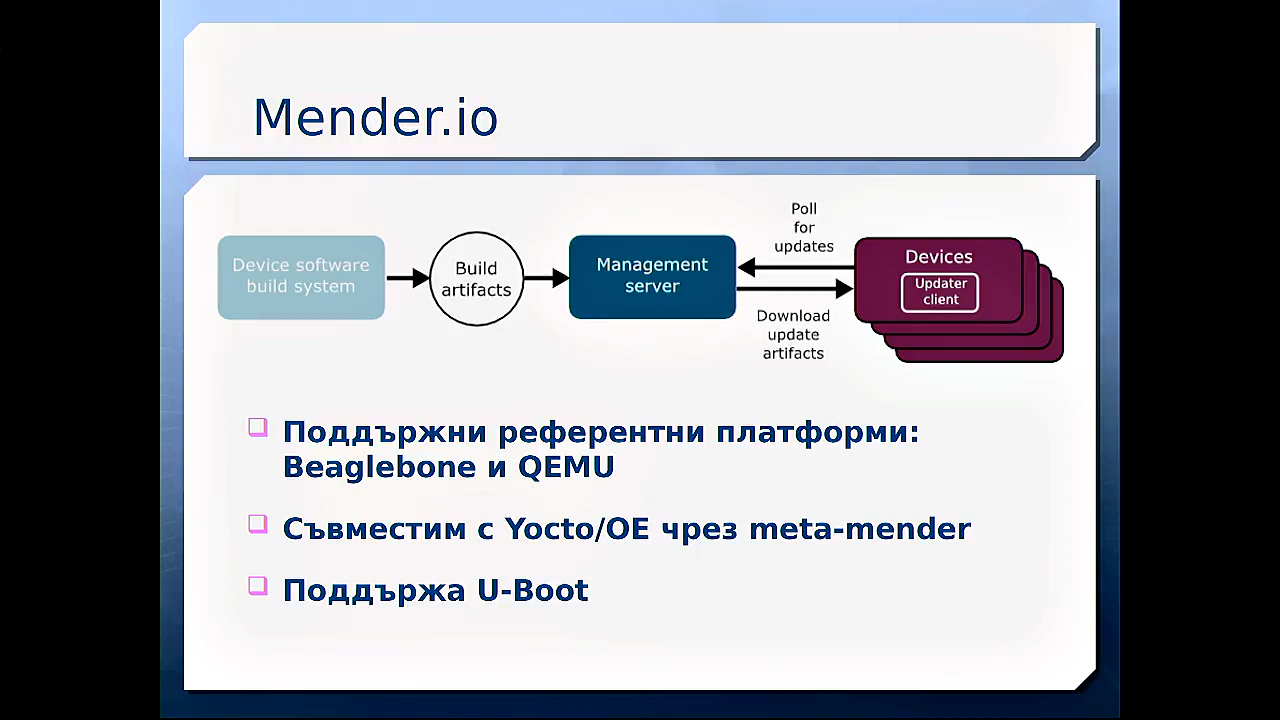 Mender.io
Device software
build system
Build
artifacts
Management
server
Poll
for
updates
Download
update
artifacts
Devices
Updater
client
Поддържни референтни платформи:
Beaglebone и QEMU
Съвместим с Yocto/OE чрез meta-mender
Поддържа U-Boot